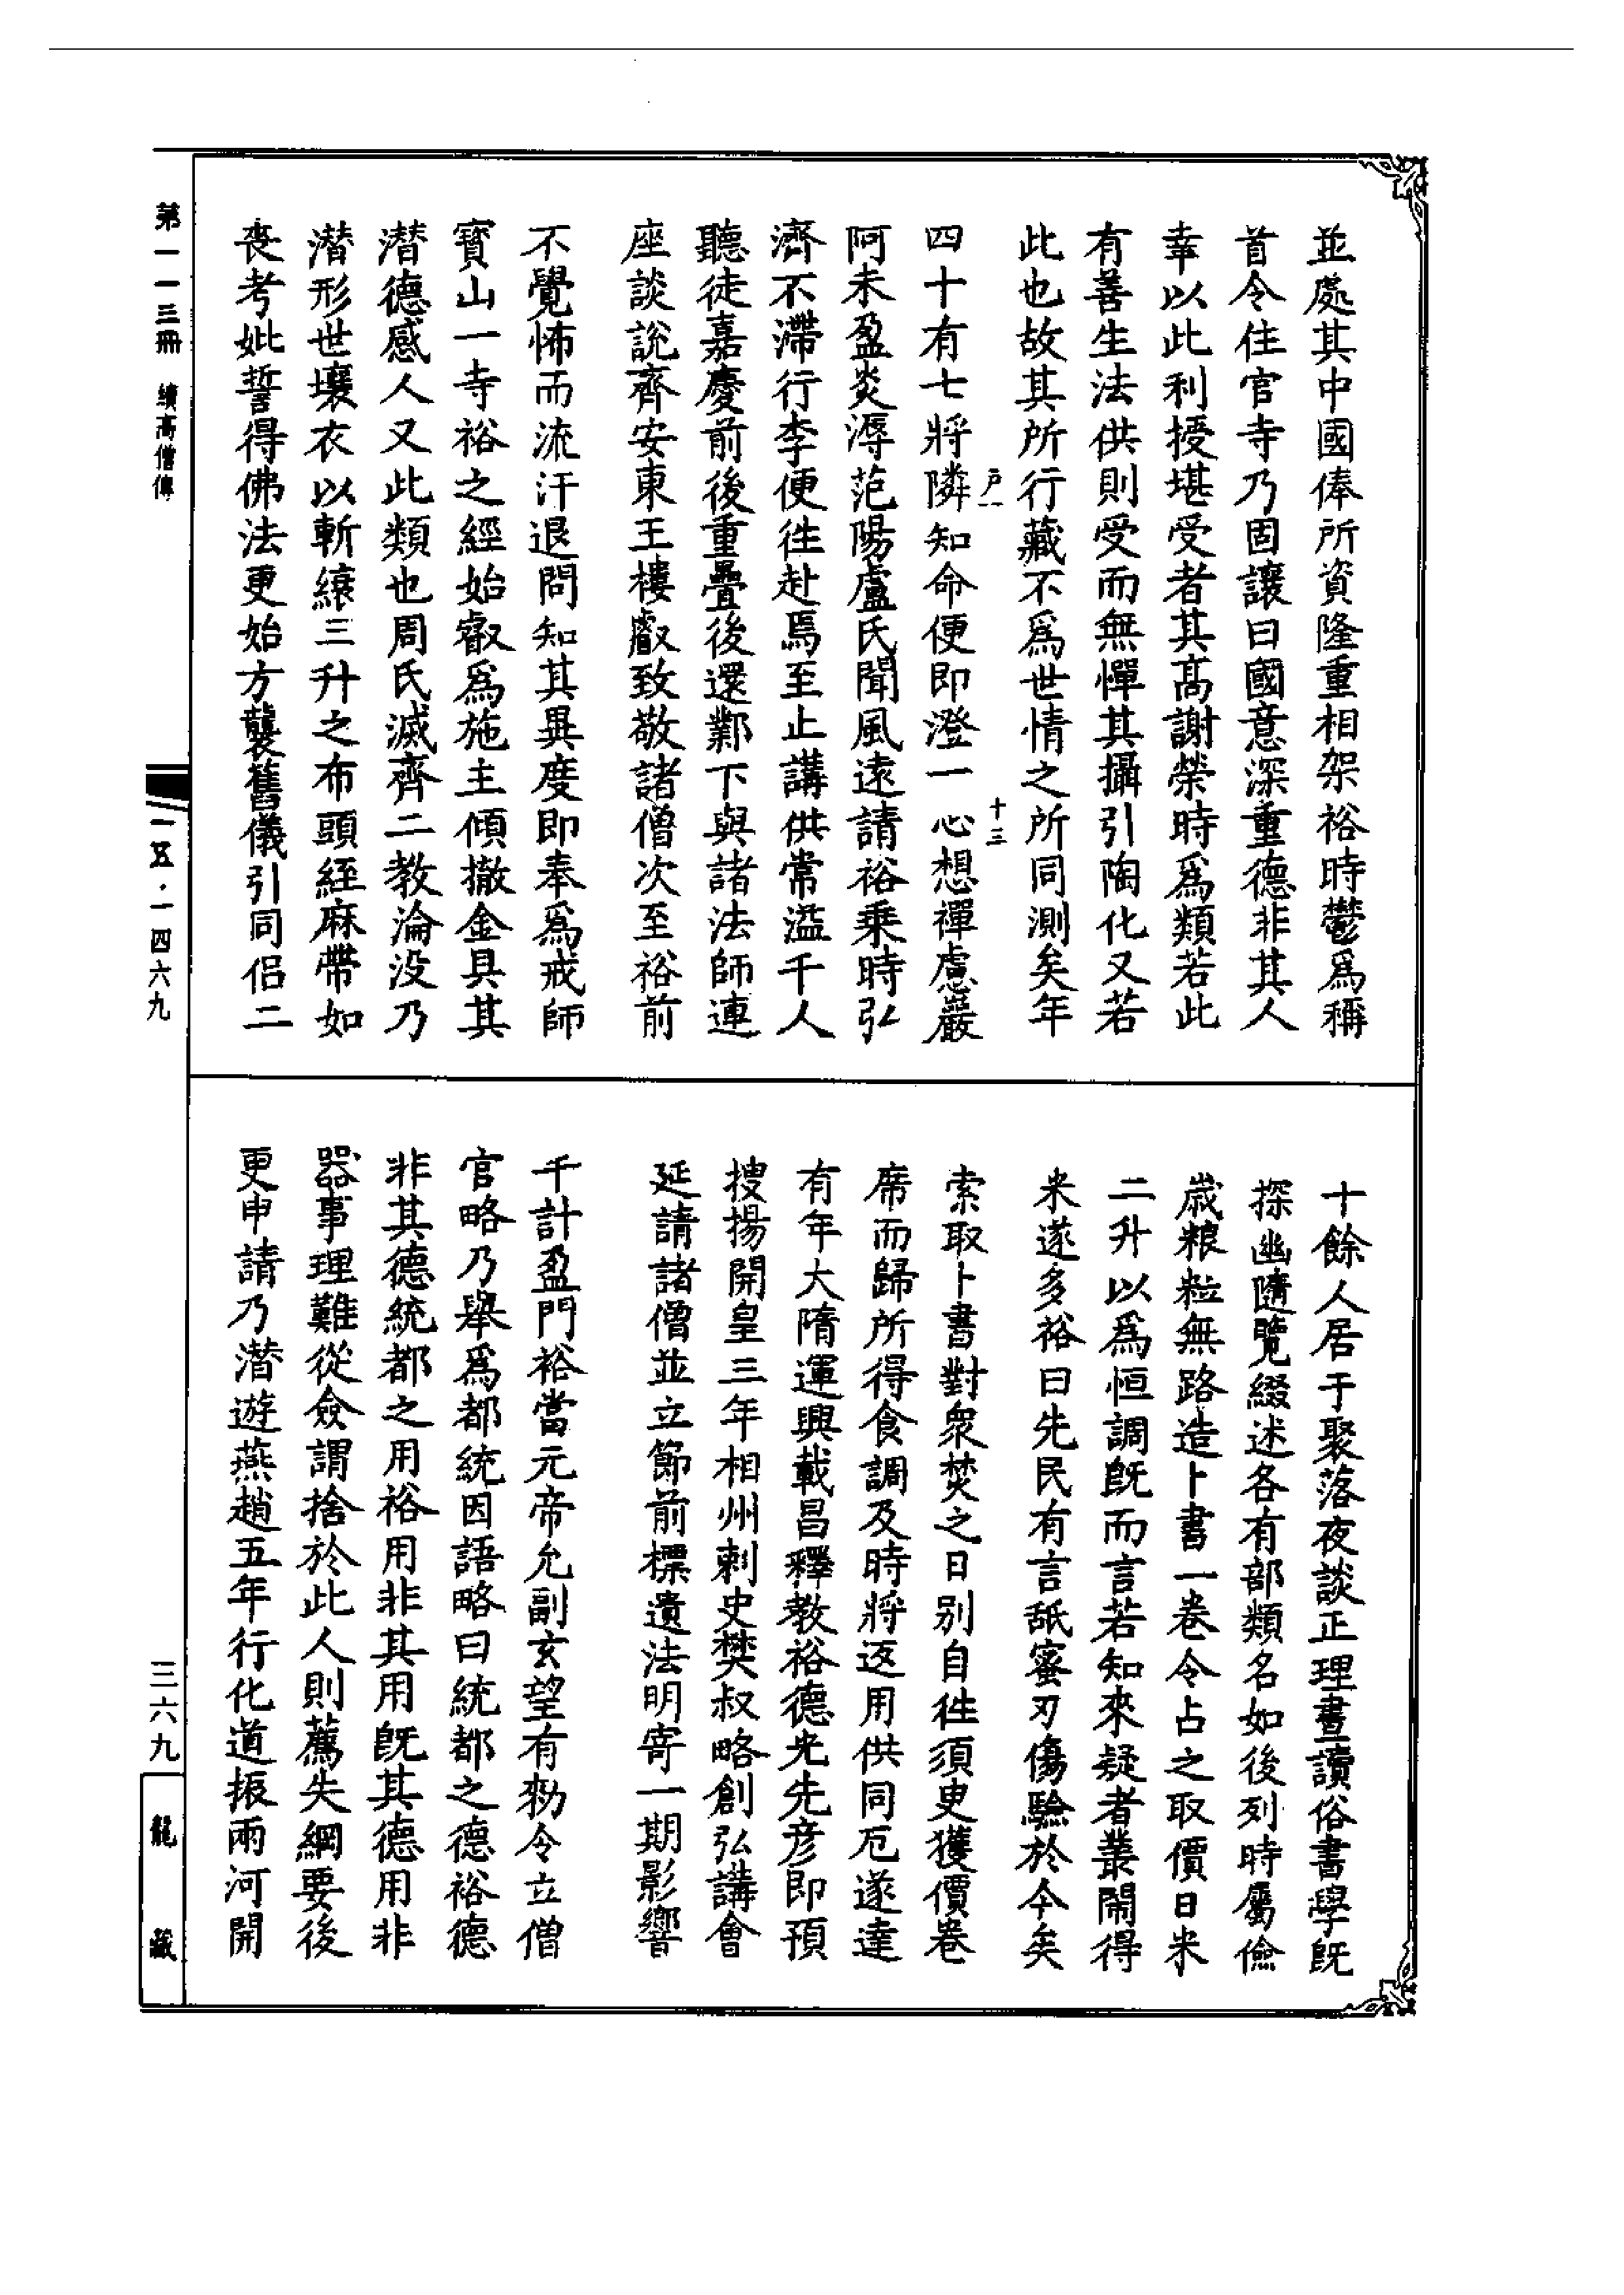 並處其中國俸所資隆重相架裕時鬱爲稱
首令住官寺乃固讓曰國意深重德非其人
幸以此利擾堪受者其高謝榮時爲類若此
有善生法供則受而無憚其攝引陶化又若
此也故其所行藏不爲世情之所同測矣年
户一
十三
四十有七將隣知命便即澄一心想禪慮嚴
阿未盈炎溽范陽盧氏聞風遠請裕乗時弘
濟不滯行李便徃赴焉至止講供常溢千人
聽徒嘉慶前後重疊後還鄴下與諸法師連
座談説齊安東王樓叡致敬諸僧次至裕前
不覺怖而流汗退問知其異度即奉爲戒師
寳山一寺裕之經始叡爲施主傾撤金具其
潜德感人又此類也周氏滅齊二教淪没乃
潜形世壤衣以斬縗三升之布頭絰麻帶如
喪考妣誓得佛法更始方襲舊儀引同侣二
十餘人居于聚落夜談正理晝讀俗書學既
探幽隨覽綴述各有部類名如後列時屬儉
歲粮粒無路造卜書一卷令占之取價日米
二升以爲恒調既而言若知來疑者叢閙得
米遂多裕曰先民有言舐蜜刃傷驗於今矣
索取卜書對衆焚之日别自徃須臾獲價卷
席而歸所得食調及時將返用供同厄遂達
有年大隋運興載昌釋教裕德光先彦即預
搜揚開皇三年相州刺史樊叔略創弘講會
延請諸僧並立節前標遺法明寄一期影響
千計盈門裕當元帝允副玄望有勑令立僧
官略乃舉爲都統因語略曰統都之德裕德
非其德統都之用裕用非其用既其德用非
器事理難從僉謂捨於此人則薦失綱要後
更申請乃潜遊燕趙五年行化道振兩河開
第一一三冊　續高僧傳
一五·一四六九
三六九
龍藏